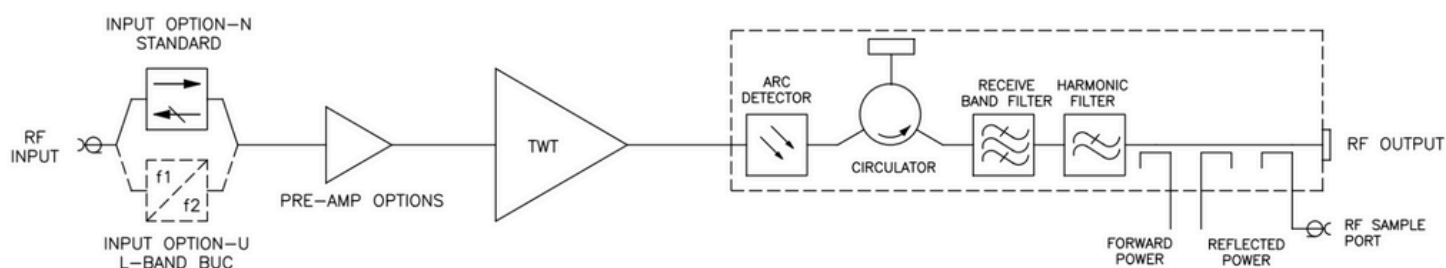 INPUT OPTION-N
STANDARD
RF
INPUT
f1
f2
INPUT OPTION-U
L-BAND BUC
PRE-AMP OPTIONS
TWT
ARC
DETECTOR
CIRCULATOR
RECEIVE
BAND FILTER
HARMONIC
FILTER
RF OUTPUT
FORWARD
POWER
REFLECTED
POWER
RF SAMPLE
PORT